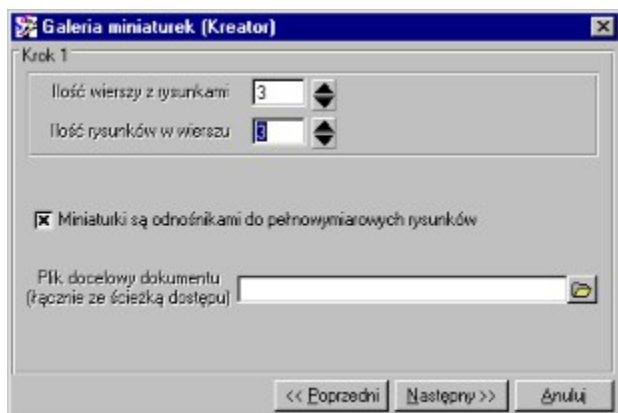 Galeria miniaturek (Kreator)
Krok 1
Ilość wierszy z rysunkami 3
Ilość rysunków w wierszu 3
Miniaturki są odnośnikami do pełnowymiarowych rysunków
Plik docelowy dokumentu
(łącznie ze ścieżką dostępu)
<< Poprzedni Następny >> Anuluj